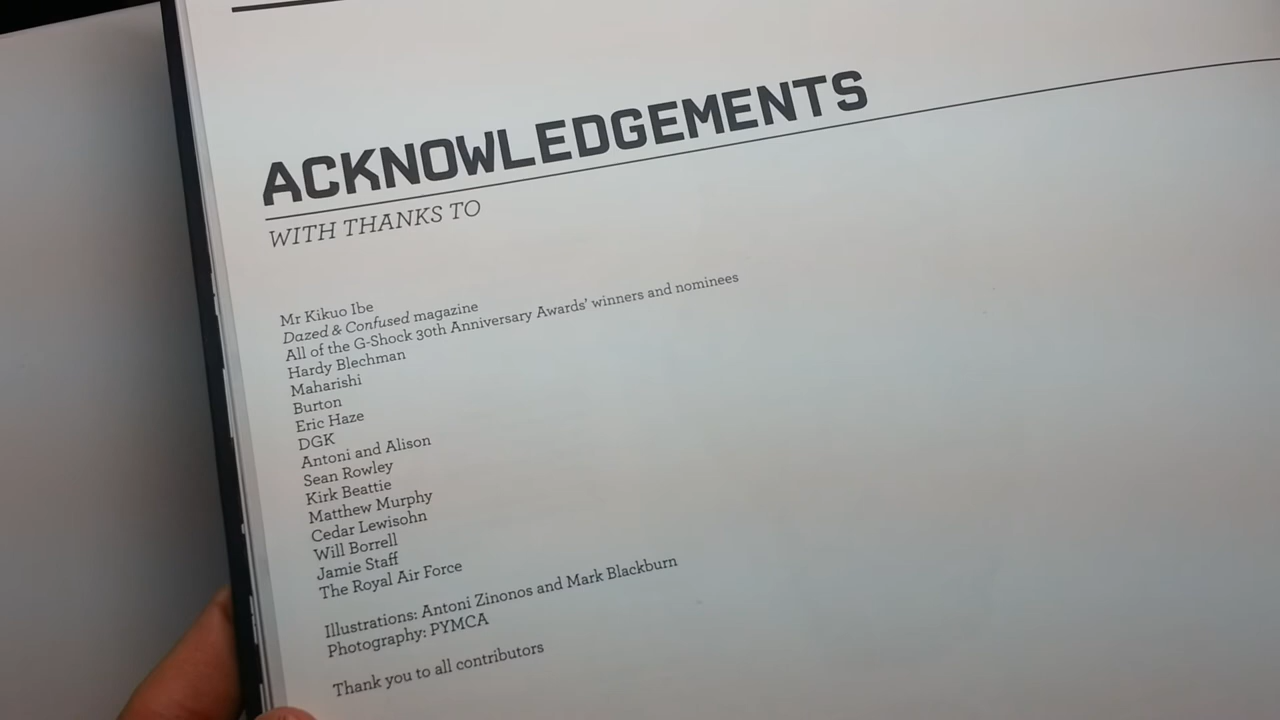 ACKNOWLEDGEMENTS
WITH THANKS TO
Mr Kikuo Ibe
Dazed & Confused magazine
All of the G-Shock 30th Anniversary Awards' winners and nominees
Hardy Blechman
Maharishi
Burton
Eric Haze
DGK
Antoni and Alison
Sean Rowley
Kirk Beattie
Matthew Murphy
Cedar Lewisohn
Will Borrell
Jamie Staff
The Royal Air Force
Illustrations: Antoni Zinonos and Mark Blackburn
Photography: PYMCA
Thank you to all contributors